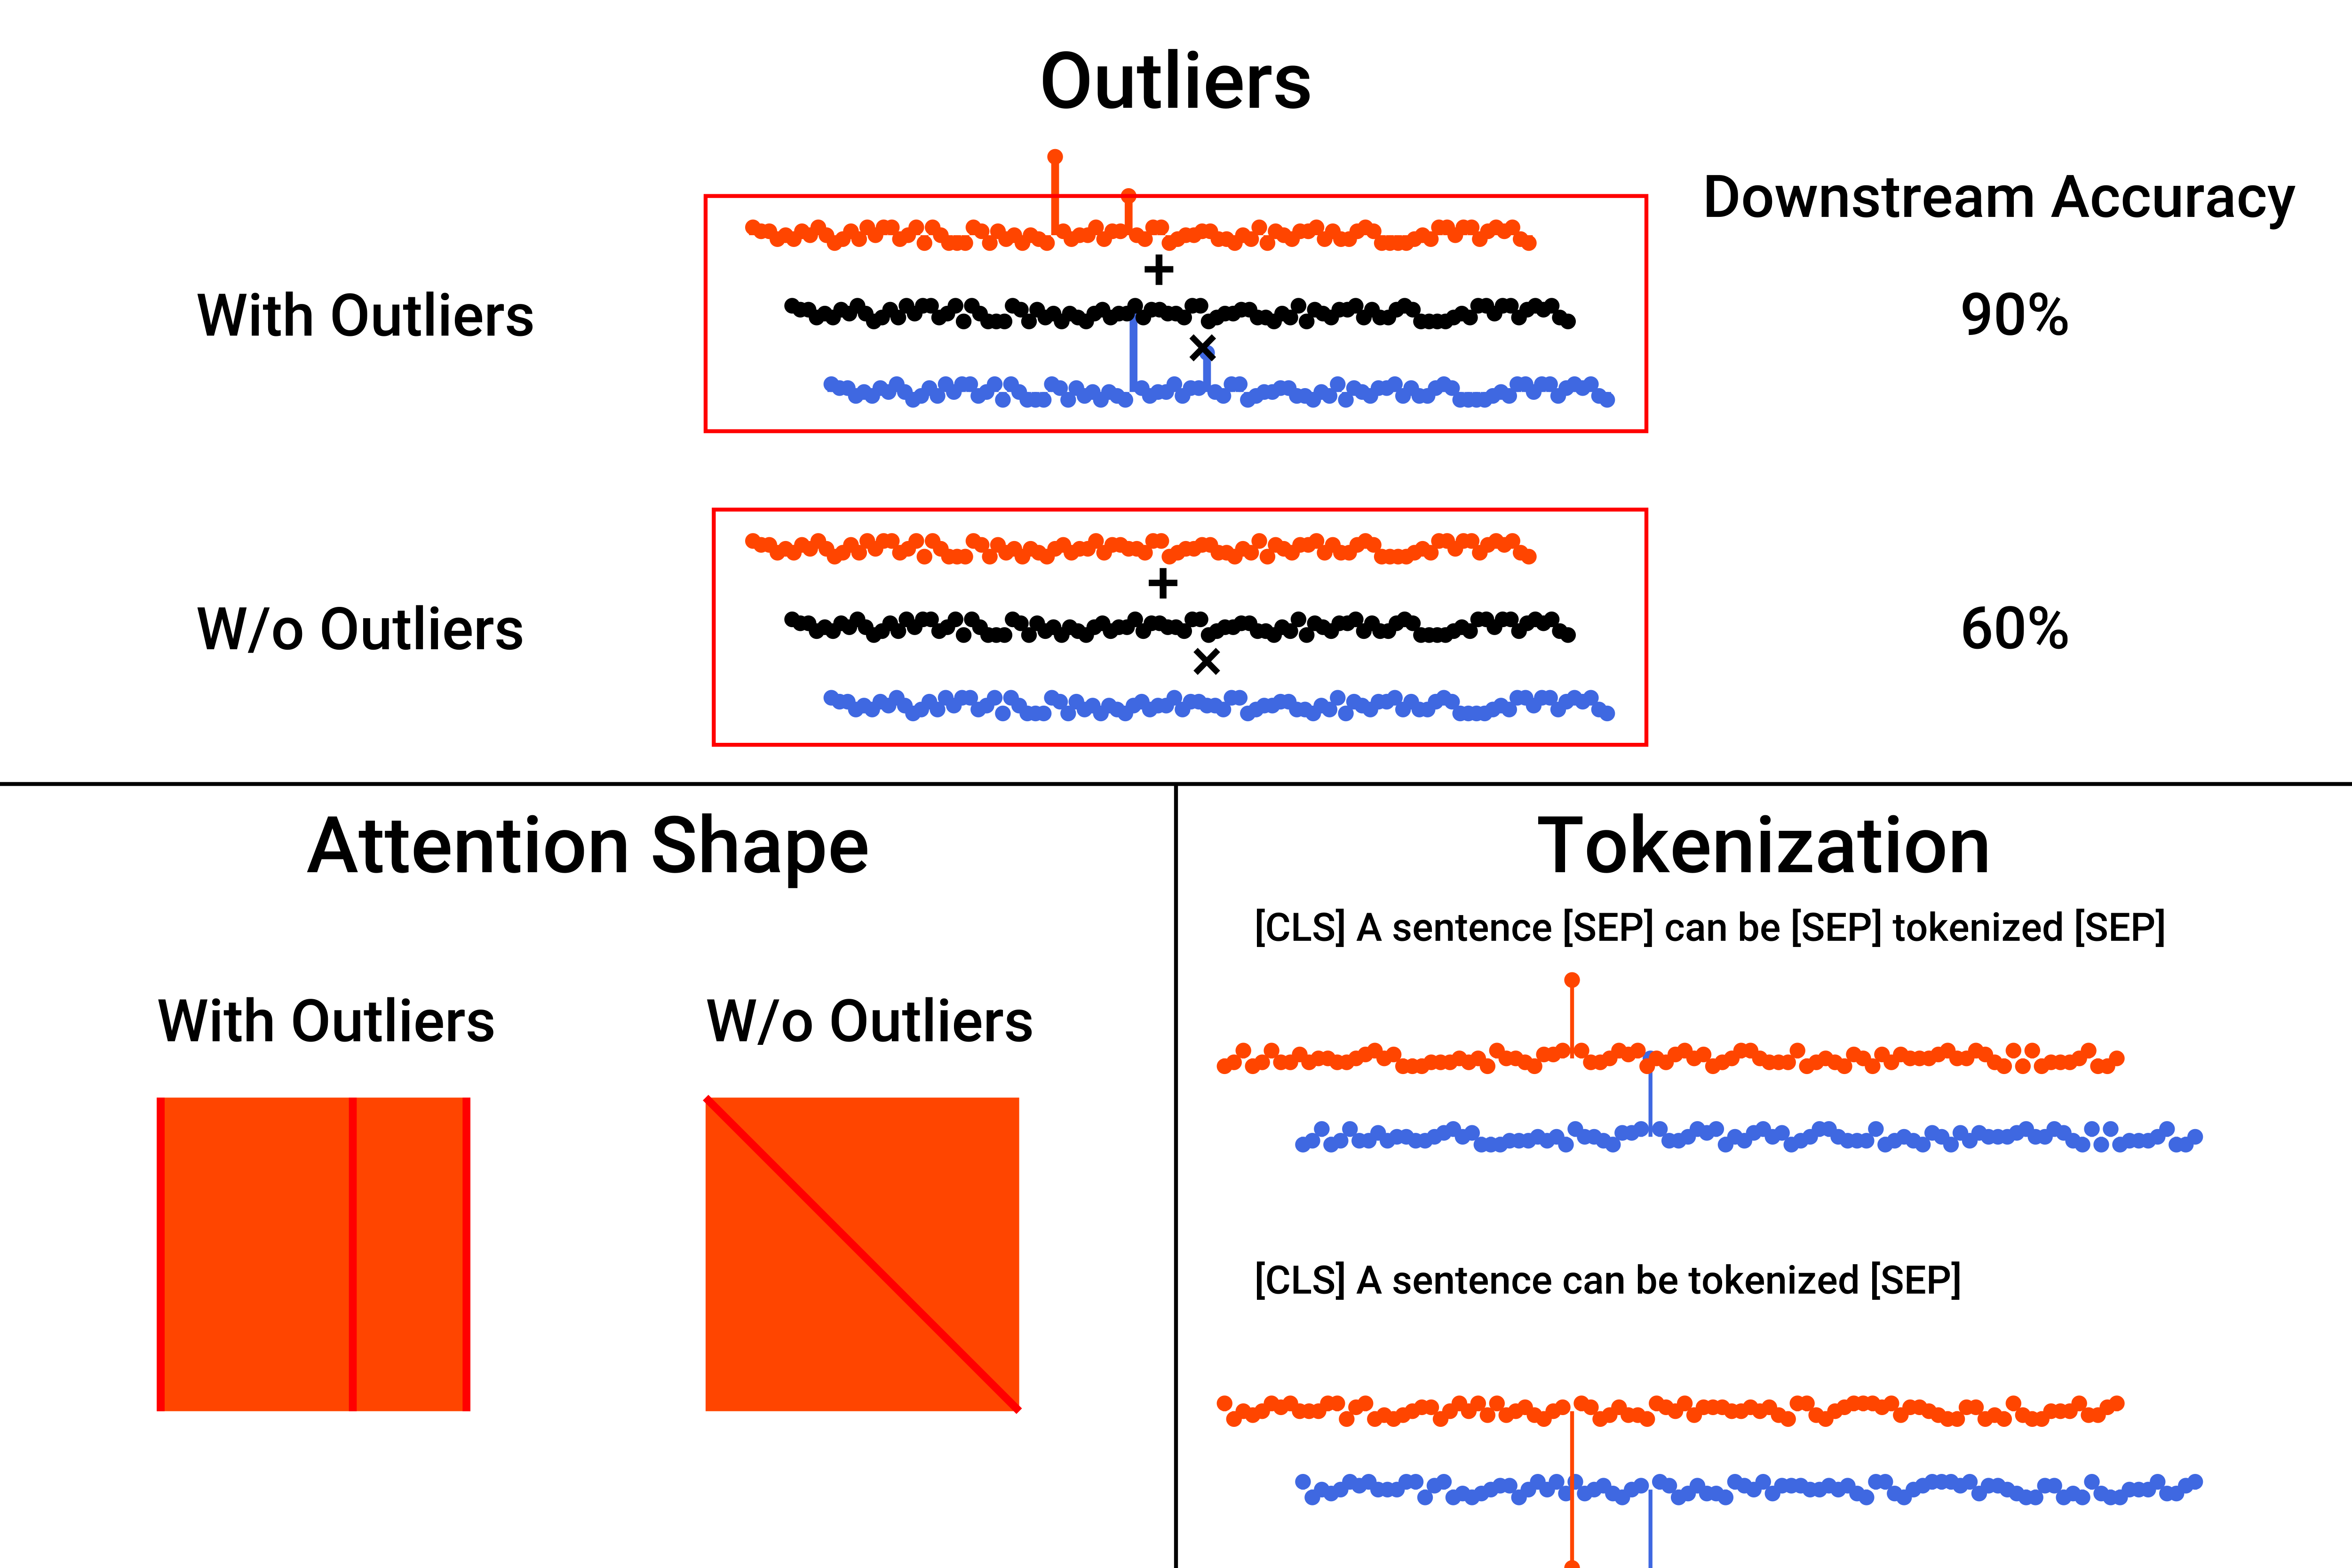 Outliers
Downstream Accuracy
+
With Outliers
90%
×
+
W/o Outliers
60%
×
Attention Shape
With Outliers
W/o Outliers
Tokenization
[CLS] A sentence [SEP] can be [SEP] tokenized [SEP]
[CLS] A sentence can be tokenized [SEP]